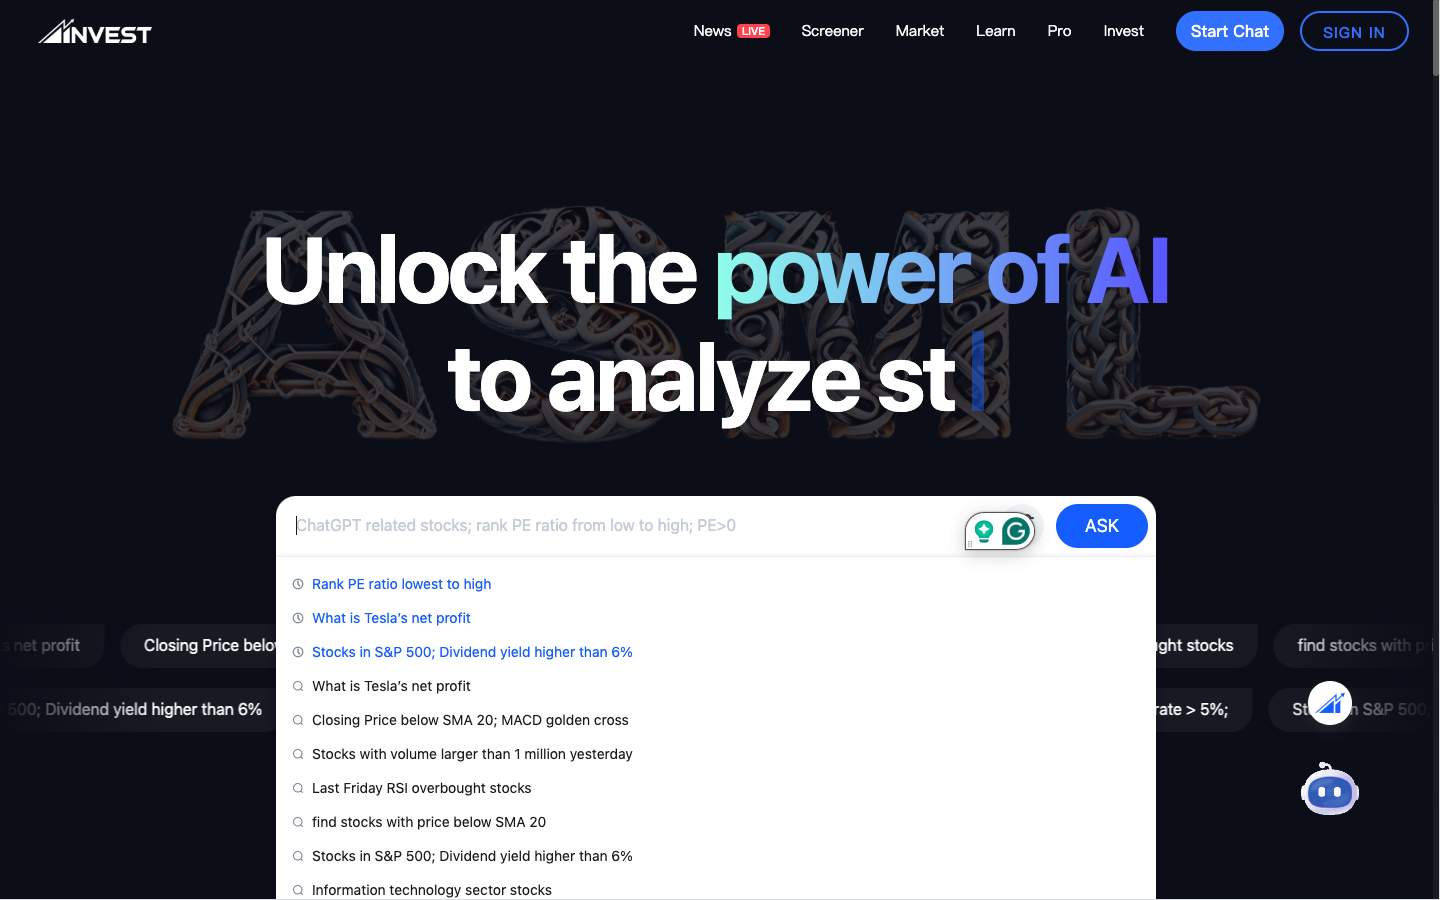 AINVEST
News LIVE
Screener
Market
Learn
Pro
Invest
Start Chat
SIGN IN
ASML
Unlock the power of AI
to analyze st
ChatGPT related stocks; rank PE ratio from low to high; PE>0
ASK
Rank PE ratio lowest to high
What is Tesla's net profit
Stocks in S&P 500; Dividend yield higher than 6%
What is Tesla's net profit
Closing Price below SMA 20; MACD golden cross
Stocks with volume larger than 1 million yesterday
Last Friday RSI overbought stocks
find stocks with price below SMA 20
Stocks in S&P 500; Dividend yield higher than 6%
Information technology sector stocks
s net profit
Closing Price belov
ght stocks
find stocks with pri
500; Dividend yield higher than 6%
rate > 5%;
St n S&P 500;